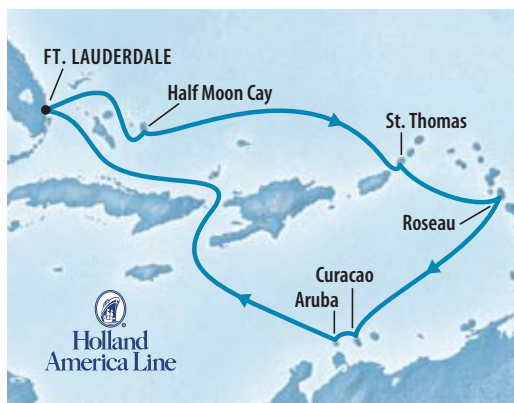 FT. LAUDERDALE
Half Moon Cay
St. Thomas
Roseau
Curacao
Aruba
Holland
America Line